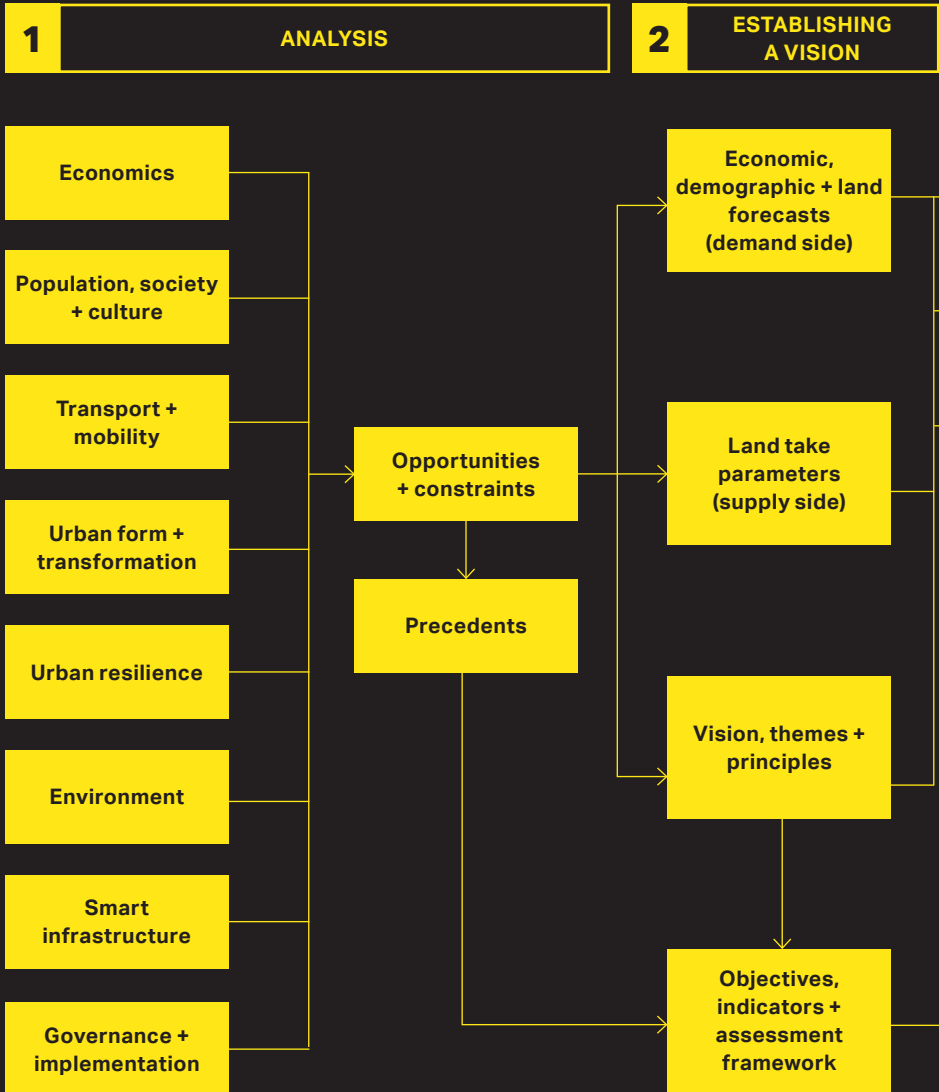 1
ANALYSIS
2
ESTABLISHING
A VISION
Economics
Population, society
+ culture
Transport +
mobility
Urban form +
transformation
Urban resilience
Environment
Smart
infrastructure
Governance +
implementation
Opportunities
+ constraints
Precedents
Economic,
demographic + land
forecasts
(demand side)
Land take
parameters
(supply side)
Vision, themes +
principles
Objectives,
indicators +
assessment
framework